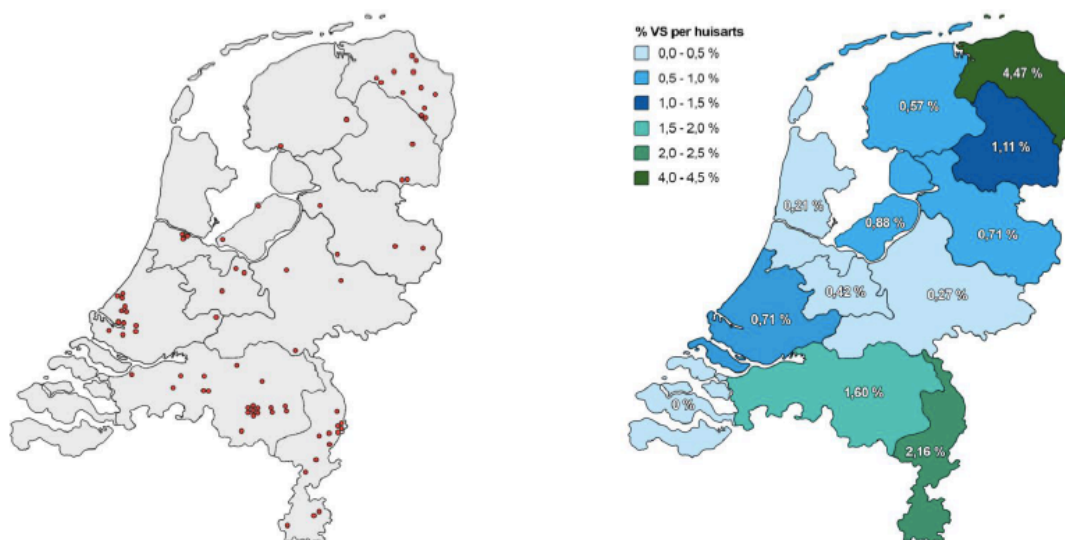 % VS per huisarts
0,0 - 0,5 %
0,5 - 1,0 %
1,0 - 1,5 %
1,5 - 2,0 %
2,0 - 2,5 %
4,0 - 4,5 %
4,47 %
0,57 %
1,11 %
0,21 %
0,88 %
0,71 %
0,42 %
0,27 %
0,71 %
1,60 %
0 %
2,16 %